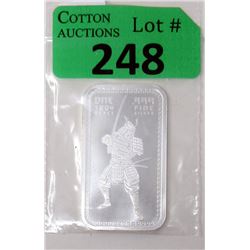 COTTON
AUCTIONS
Lot #
248
ONE
TROY
OUNCE
.999
FINE
SILVER